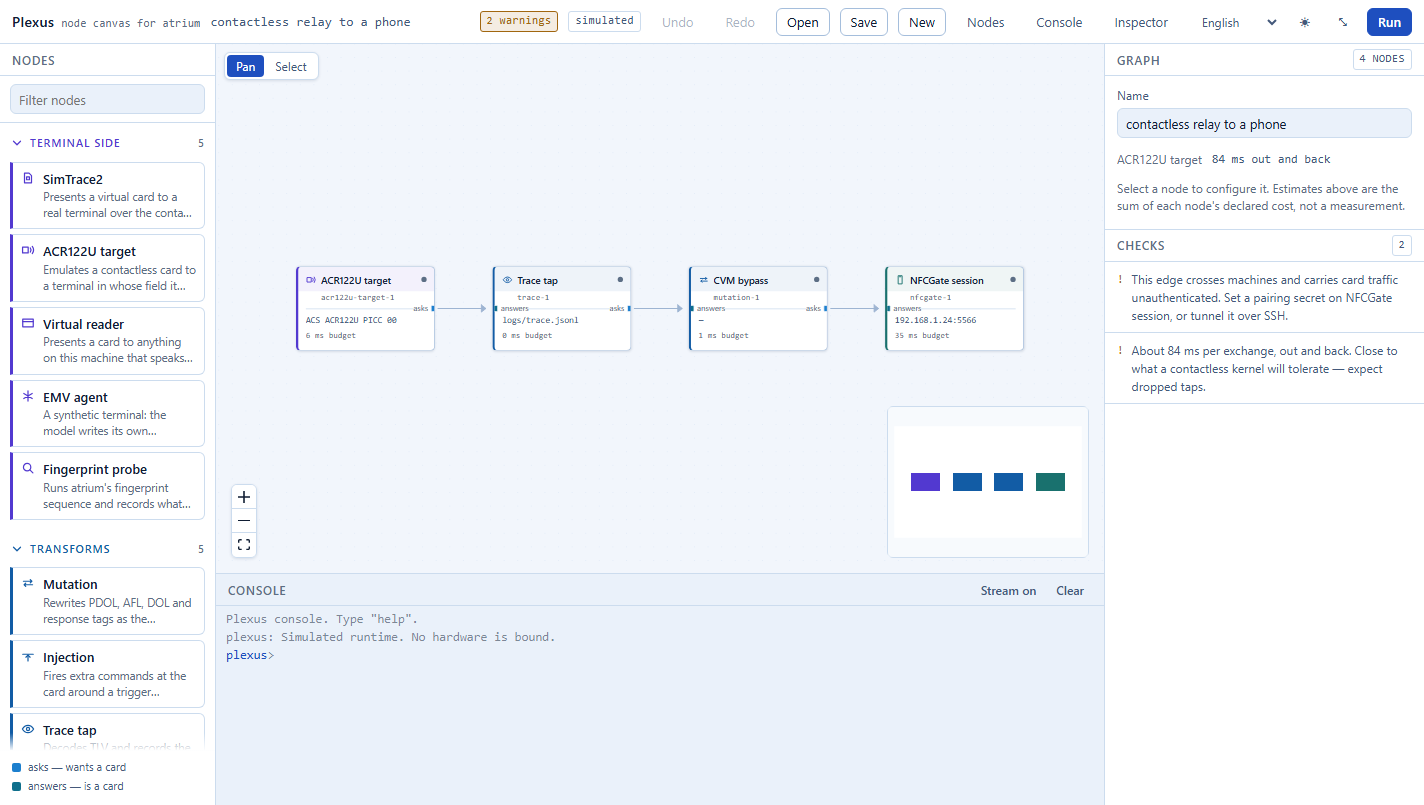 Plexus node canvas for atrium contactless relay to a phone 2 warnings simulated Undo Redo Open Save New Nodes Console Inspector English Run
NODES
Filter nodes
TERMINAL SIDE 5
SimTrace2
Presents a virtual card to a
real terminal over the conta...
ACR122U target
Emulates a contactless card to
a terminal in whose field it...
Virtual reader
Presents a card to anything
on this machine that speaks...
EMV agent
A synthetic terminal: the
model writes its own...
Fingerprint probe
Runs atrium's fingerprint
sequence and records what...
TRANSFORMS 5
Mutation
Rewrites PDOL, AFL, DOL and
response tags as the...
Injection
Fires extra commands at the
card around a trigger...
Trace tap
Decodes TLV and records the
asks — wants a card
answers — is a card
Pan Select
ACR122U target
acr122u-target-1
asks
ACS ACR122U PICC 00
6 ms budget
Trace tap
trace-1
answers asks
logs/trace.jsonl
0 ms budget
CVM bypass
mutation-1
answers asks
—
1 ms budget
NFCGate session
nfcgate-1
answers
192.168.1.24:5566
35 ms budget
CONSOLE Stream on Clear
Plexus console. Type "help".
plexus: Simulated runtime. No hardware is bound.
plexus>
GRAPH 4 NODES
Name
contactless relay to a phone
ACR122U target 84 ms out and back
Select a node to configure it. Estimates above are the
sum of each node's declared cost, not a measurement.
CHECKS 2
! This edge crosses machines and carries card traffic
unauthenticated. Set a pairing secret on NFCGate
session, or tunnel it over SSH.
! About 84 ms per exchange, out and back. Close to
what a contactless kernel will tolerate — expect
dropped taps.